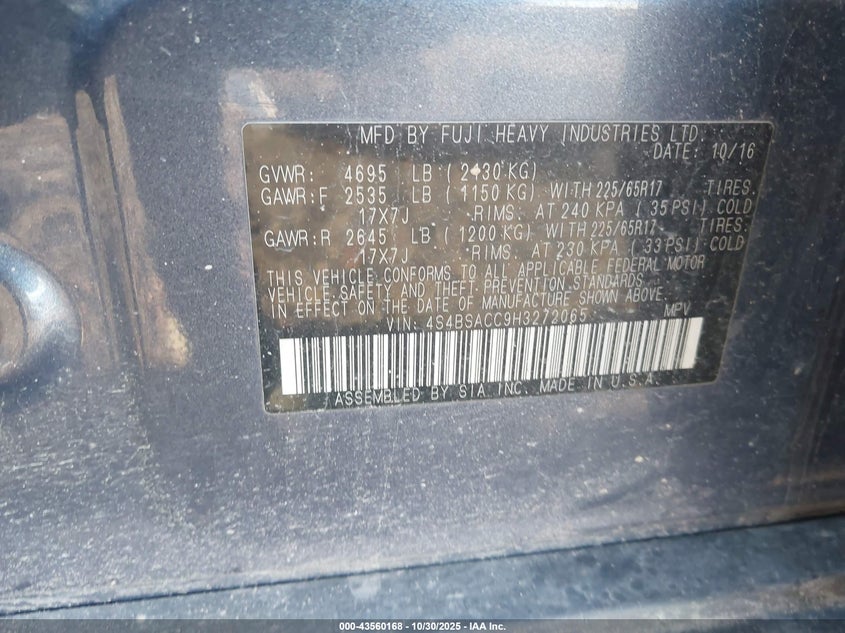 MFD BY FUJI HEAVY INDUSTRIES LTD.
DATE: 10/16
GVWR: 4695 LB (2130 KG)
GAWR:F 2535 LB (1150 KG) WITH 225/65R17 TIRES.
17X7J RIMS. AT 240 KPA (35 PSI) COLD
GAWR:R 2645 LB (1200 KG) WITH 225/65R17 TIRES.
17X7J RIMS. AT 230 KPA (33 PSI) COLD
THIS VEHICLE CONFORMS TO ALL APPLICABLE FEDERAL MOTOR
VEHICLE SAFETY AND THEFT PREVENTION STANDARDS
IN EFFECT ON THE DATE OF MANUFACTURE SHOWN ABOVE.
VIN: 4S4BSACC9H3272065 MPV
ASSEMBLED BY SIA, INC. MADE IN U.S.A.
000-43560168 - 10/30/2025 - IAA Inc.